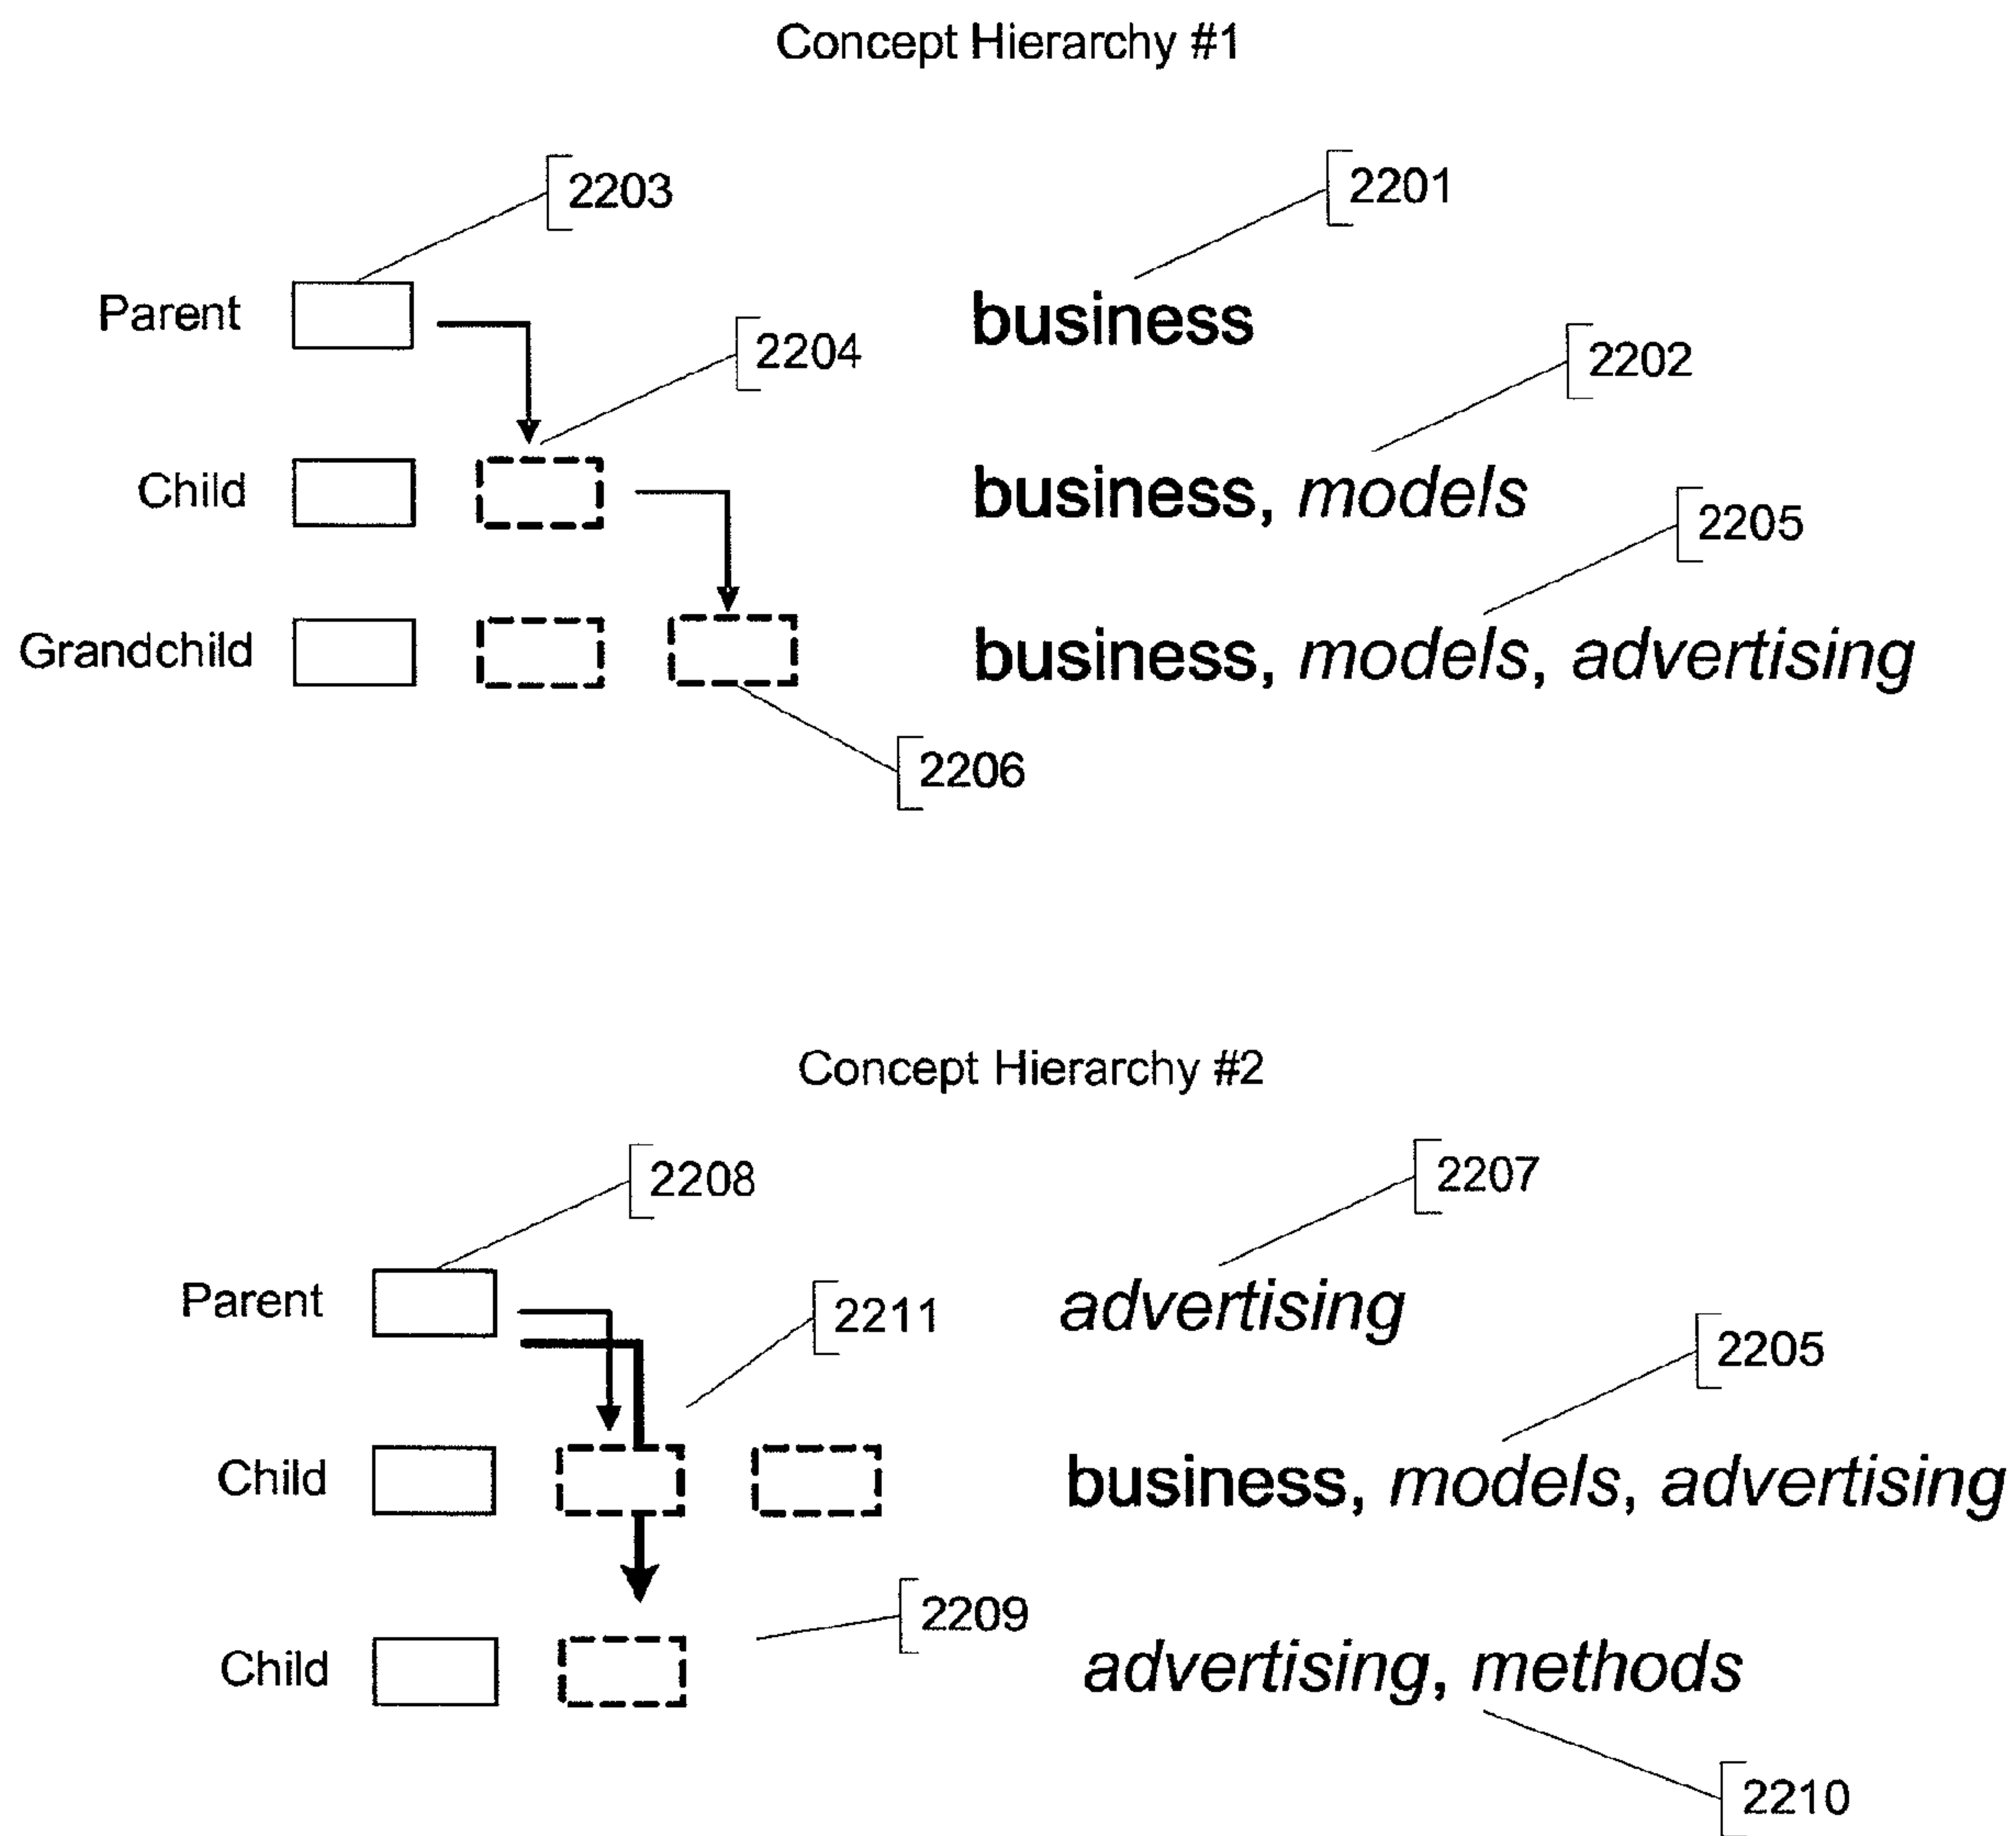 Concept Hierarchy #1
2203
2201
Parent
business
2204
2202
Child
business, models
2205
Grandchild
business, models, advertising
2206
Concept Hierarchy #2
2208
2207
Parent
advertising
2211
2205
Child
business, models, advertising
2209
Child
advertising, methods
2210